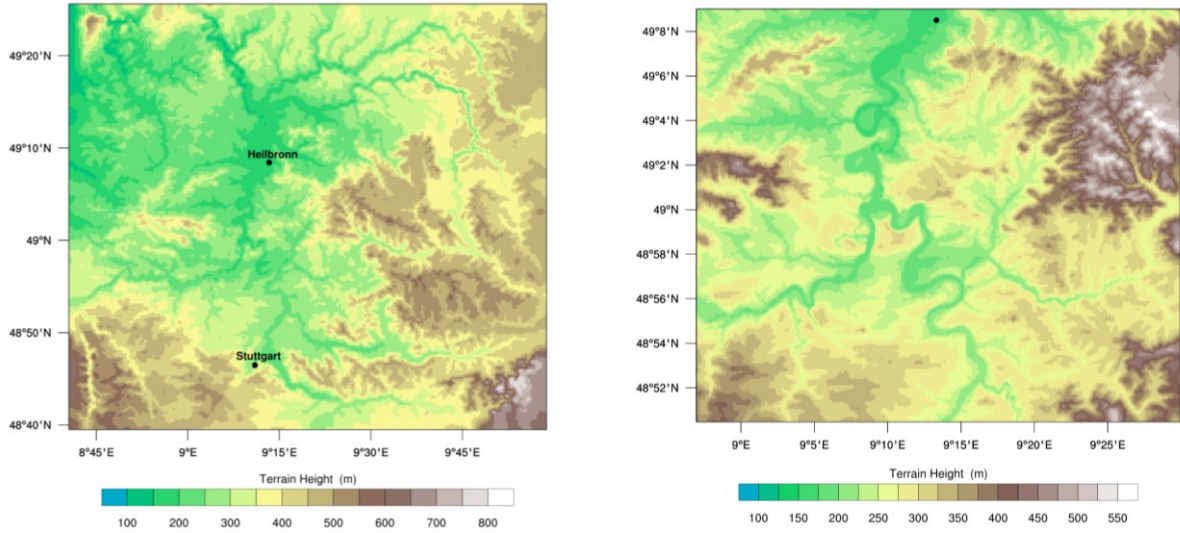 49°20'N
49°10'N
Heilbronn
49°N
48°50'N
Stuttgart
48°40'N
8°45'E 9°E 9°15'E 9°30'E 9°45'E
Terrain Height (m)
100 200 300 400 500 600 700 800
49°8'N
49°6'N
49°4'N
49°2'N
49°N
48°58'N
48°56'N
48°54'N
48°52'N
9°E 9°5'E 9°10'E 9°15'E 9°20'E 9°25'E
Terrain Height (m)
100 150 200 250 300 350 400 450 500 550